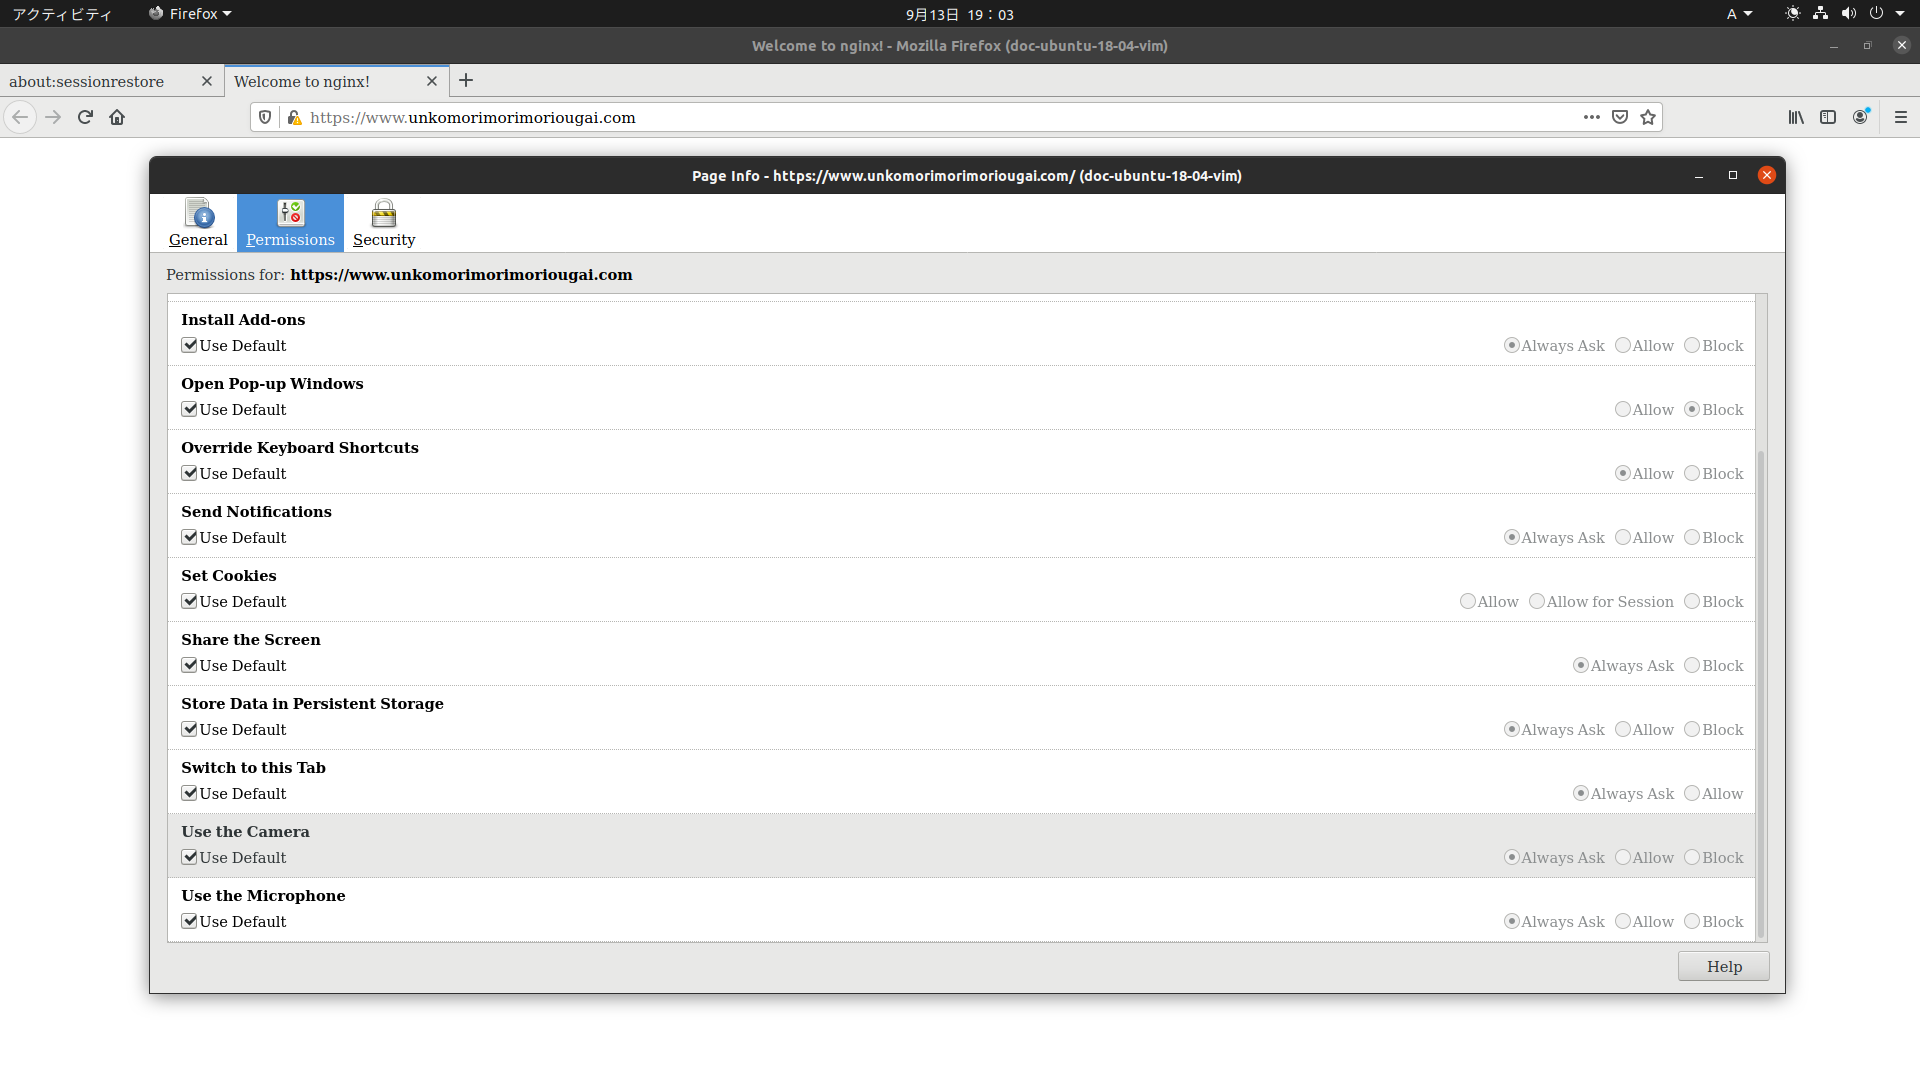 アクティビティ Firefox 9月13日 19：03 A
Welcome to nginx! - Mozilla Firefox (doc-ubuntu-18-04-vim)
about:sessionrestore Welcome to nginx!
https://www.unkomorimorimoriougai.com
Page Info - https://www.unkomorimorimoriougai.com/ (doc-ubuntu-18-04-vim)
General Permissions Security
Permissions for: https://www.unkomorimorimoriougai.com
Install Add-ons
Use Default Always Ask Allow Block
Open Pop-up Windows
Use Default Allow Block
Override Keyboard Shortcuts
Use Default Allow Block
Send Notifications
Use Default Always Ask Allow Block
Set Cookies
Use Default Allow Allow for Session Block
Share the Screen
Use Default Always Ask Block
Store Data in Persistent Storage
Use Default Always Ask Allow Block
Switch to this Tab
Use Default Always Ask Allow
Use the Camera
Use Default Always Ask Allow Block
Use the Microphone
Use Default Always Ask Allow Block
Help